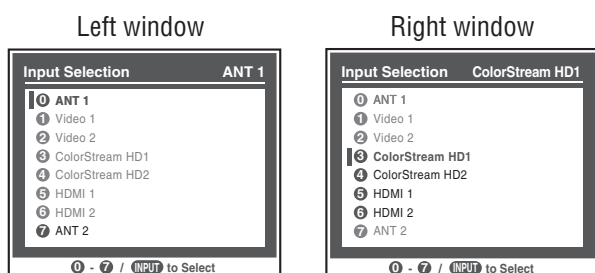 Left window
Input Selection ANT 1
0 ANT 1
1 Video 1
2 Video 2
3 ColorStream HD1
4 ColorStream HD2
5 HDMI 1
6 HDMI 2
7 ANT 2
0 - 7 / INPUT to Select
Right window
Input Selection ColorStream HD1
0 ANT 1
1 Video 1
2 Video 2
3 ColorStream HD1
4 ColorStream HD2
5 HDMI 1
6 HDMI 2
7 ANT 2
0 - 7 / INPUT to Select